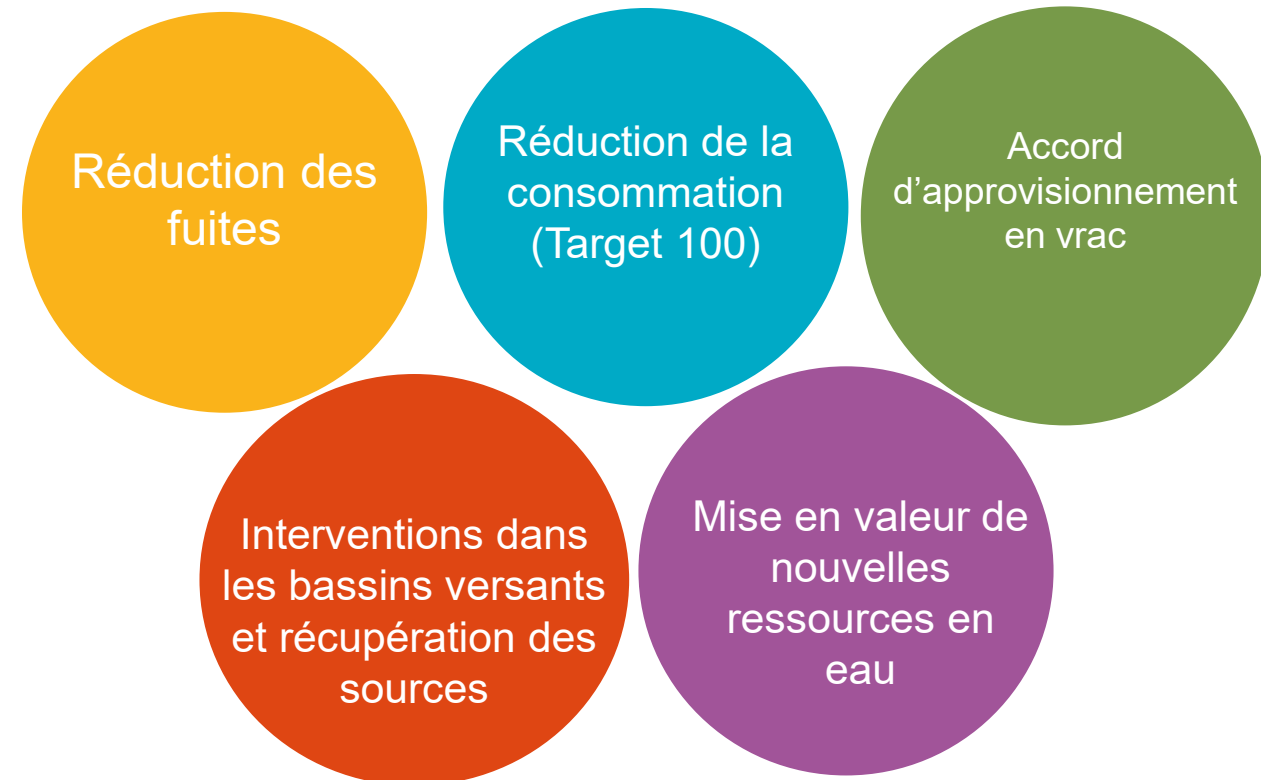 Réduction des
fuites
Réduction de la
consommation
(Target 100)
Accord
d’approvisionnement
en vrac
Interventions dans
les bassins versants
et récupération des
sources
Mise en valeur de
nouvelles
ressources en
eau